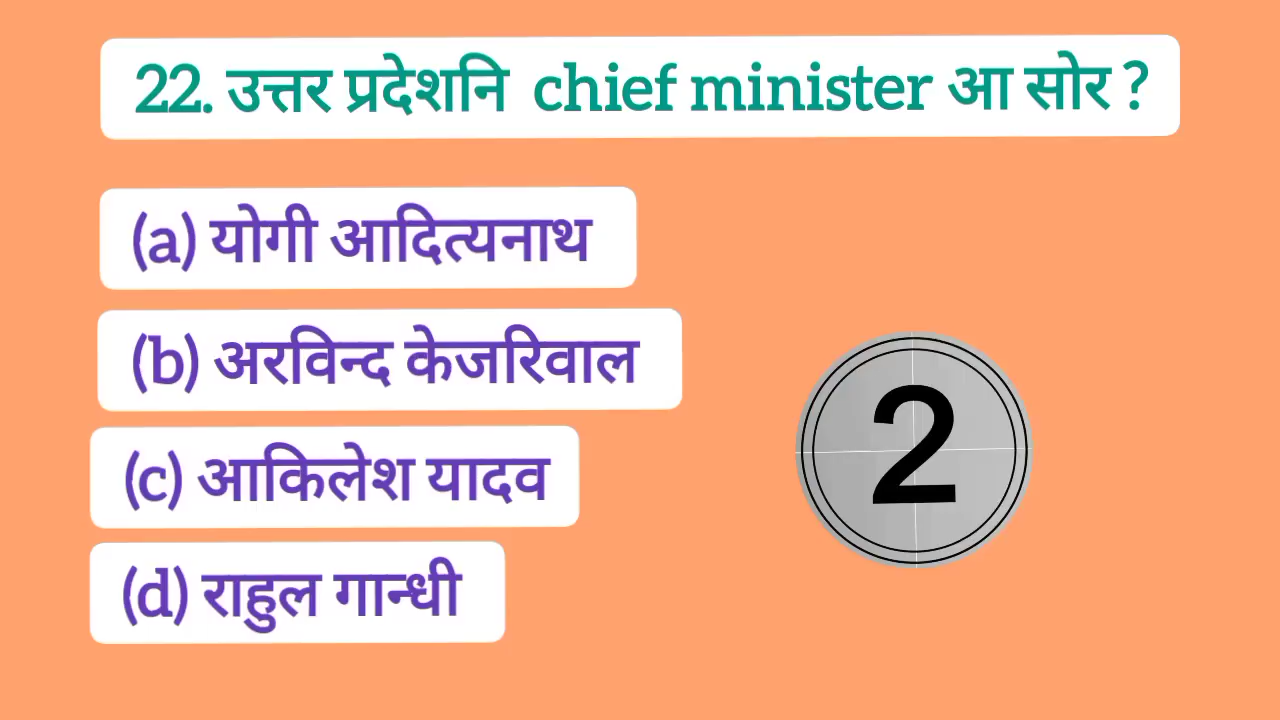 22. उत्तर प्रदेशनि chief minister आ सोर ?
(a) योगी आदित्यनाथ
(b) अरविन्द केजरिवाल
(c) आकिलेश यादव
(d) राहुल गान्धी
2